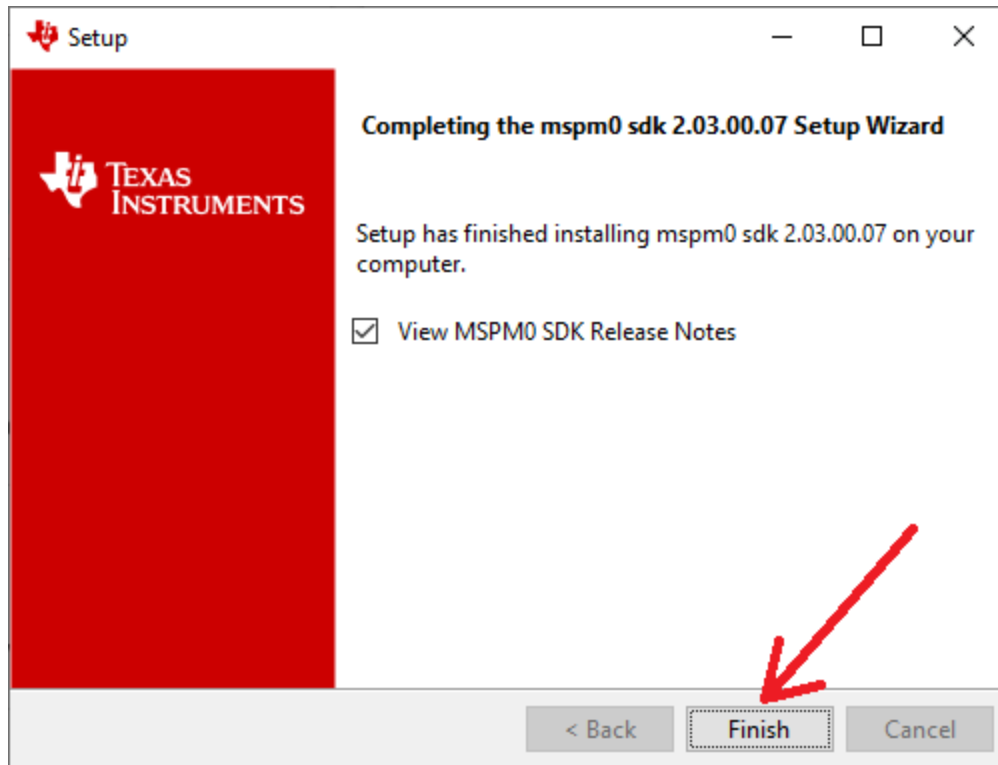 Setup
TEXAS
INSTRUMENTS
Completing the mspm0 sdk 2.03.00.07 Setup Wizard
Setup has finished installing mspm0 sdk 2.03.00.07 on your
computer.
View MSPM0 SDK Release Notes
< Back
Finish
Cancel